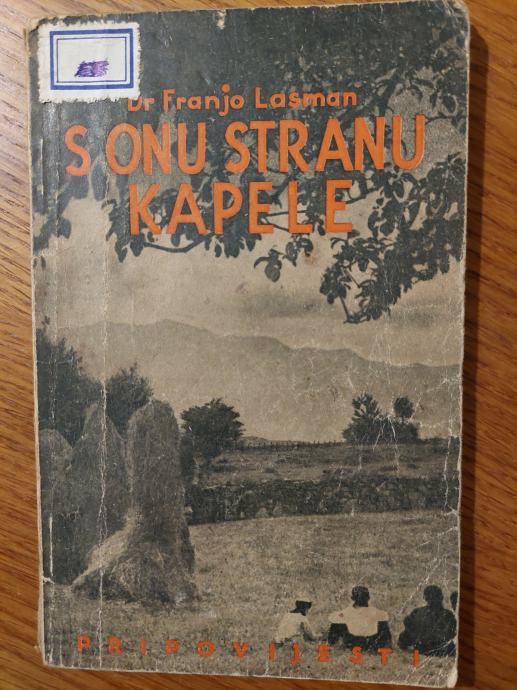 Dr Franjo Lasman
S ONU STRANU
KAPELE
PRIPOVIJESTI